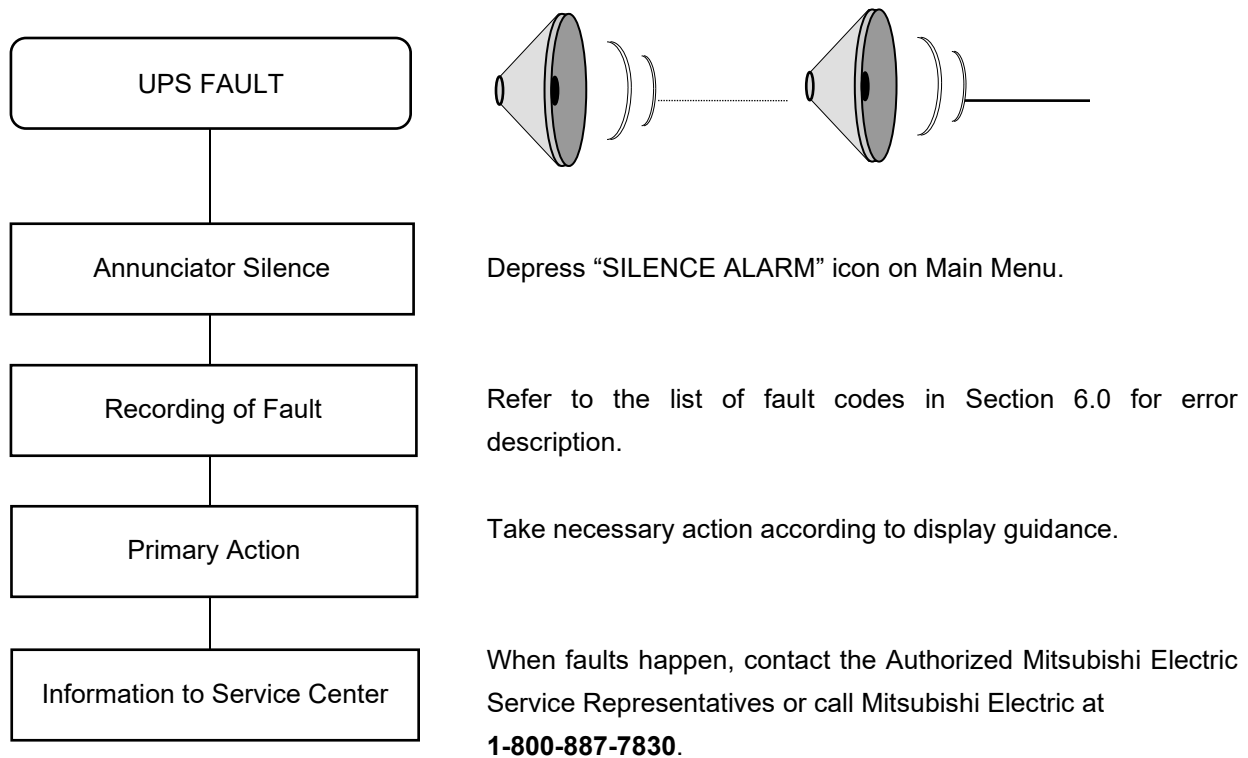 UPS FAULT
Annunciator Silence
Depress “SILENCE ALARM” icon on Main Menu.
Recording of Fault
Refer to the list of fault codes in Section 6.0 for error
description.
Primary Action
Take necessary action according to display guidance.
Information to Service Center
When faults happen, contact the Authorized Mitsubishi Electric
Service Representatives or call Mitsubishi Electric at
1-800-887-7830.